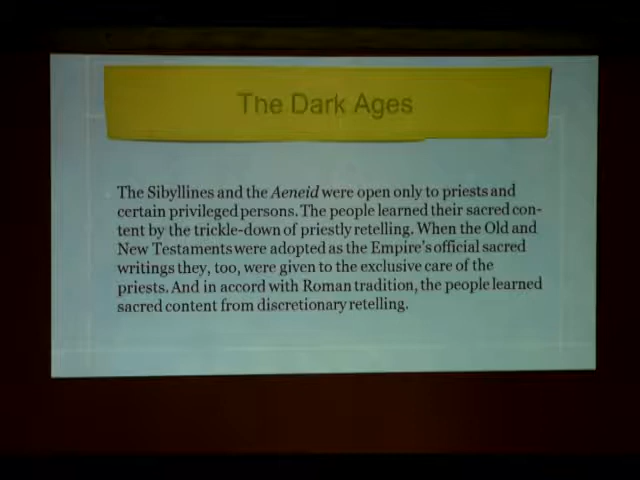 The Dark Ages
The Sibyllines and the Aeneid were open only to priests and
certain privileged persons. The people learned their sacred con-
tent by the trickle-down of priestly retelling. When the Old and
New Testaments were adopted as the Empire's official sacred
writings they, too, were given to the exclusive care of the
priests. And in accord with Roman tradition, the people learned
sacred content from discretionary retelling.